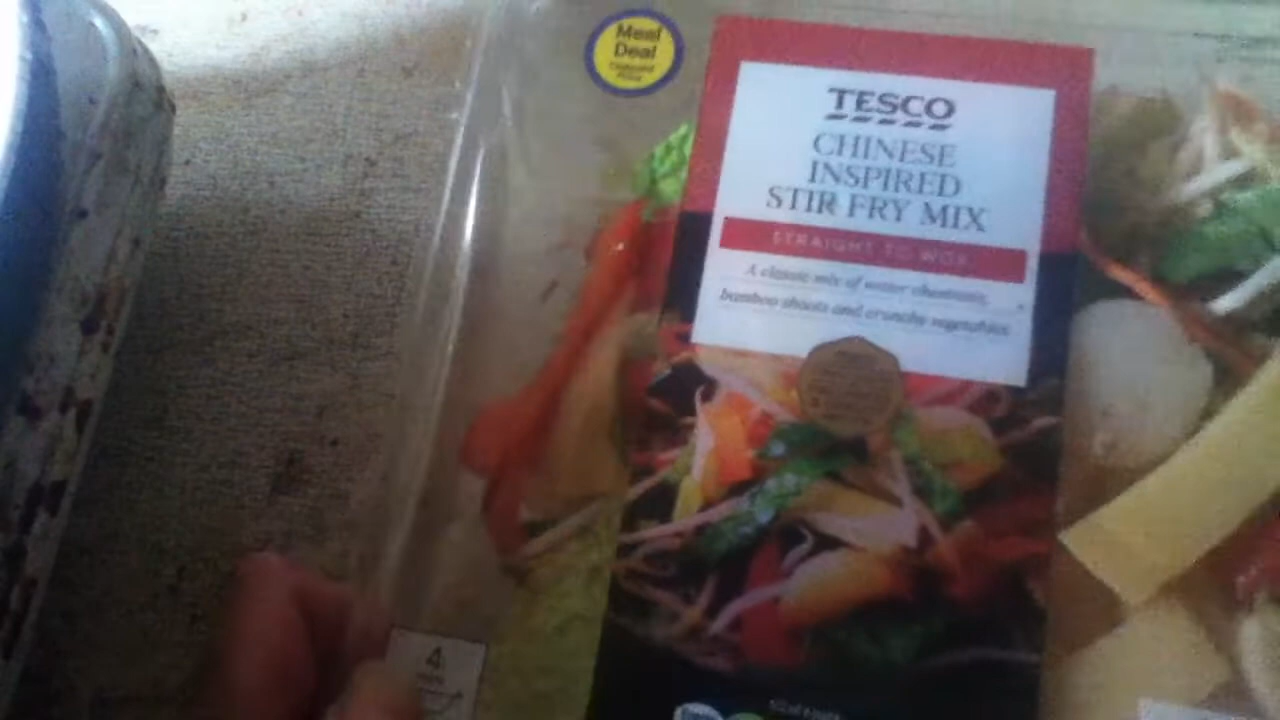 Meal
Deal
TESCO
CHINESE
INSPIRED
STIR FRY MIX
STRAIGHT TO WOK
A classic mix of water chestnuts,
bamboo shoots and crunchy vegetables
4